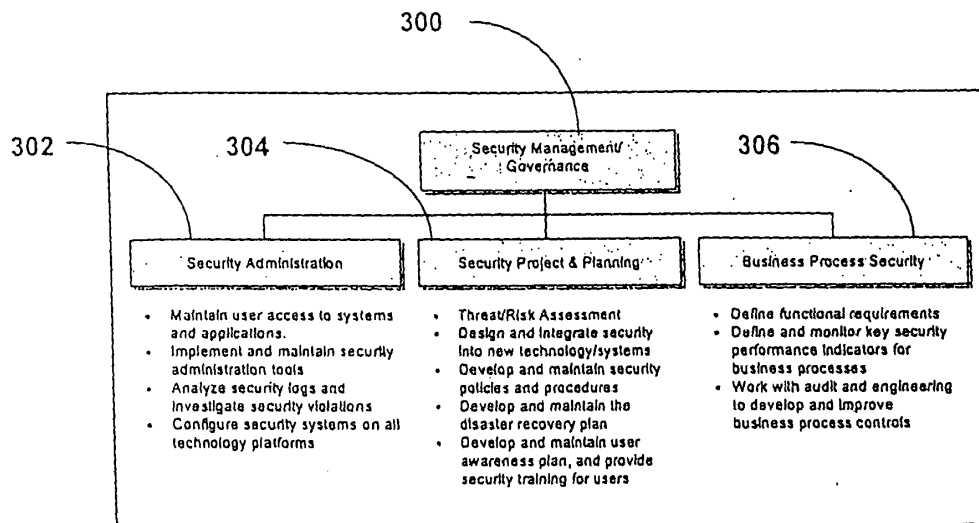 300
302
304
306
Security Management/
Governance
Security Administration
Security Project & Planning
Business Process Security
• Maintain user access to systems
and applications.
• Implement and maintain security
administration tools
• Analyze security logs and
investigate security violations
• Configure security systems on all
technology platforms
• Threat/Risk Assessment
• Design and integrate security
into new technology/systems
• Develop and maintain security
policies and procedures
• Develop and maintain the
disaster recovery plan
• Develop and maintain user
awareness plan, and provide
security training for users
• Define functional requirements
• Define and monitor key security
performance indicators for
business processes
• Work with audit and engineering
to develop and improve
business process controls